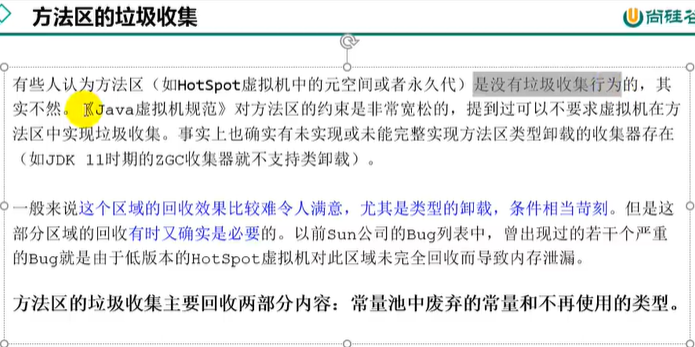 方法区的垃圾收集
尚硅谷
有些人认为方法区（如HotSpot虚拟机中的元空间或者永久代）是没有垃圾收集行为的，其
实不然。《Java虚拟机规范》对方法区的约束是非常宽松的，提到过可以不要求虚拟机在方
法区中实现垃圾收集。事实上也确实有未实现或未能完整实现方法区类型卸载的收集器存在
（如JDK 11时期的ZGC收集器就不支持类卸载）。
一般来说这个区域的回收效果比较难令人满意，尤其是类型的卸载，条件相当苛刻。但是这
部分区域的回收有时又确实是必要的。以前Sun公司的Bug列表中，曾出现过的若干个严重
的Bug就是由于低版本的HotSpot虚拟机对此区域未完全回收而导致内存泄漏。
方法区的垃圾收集主要回收两部分内容：常量池中废弃的常量和不再使用的类型。